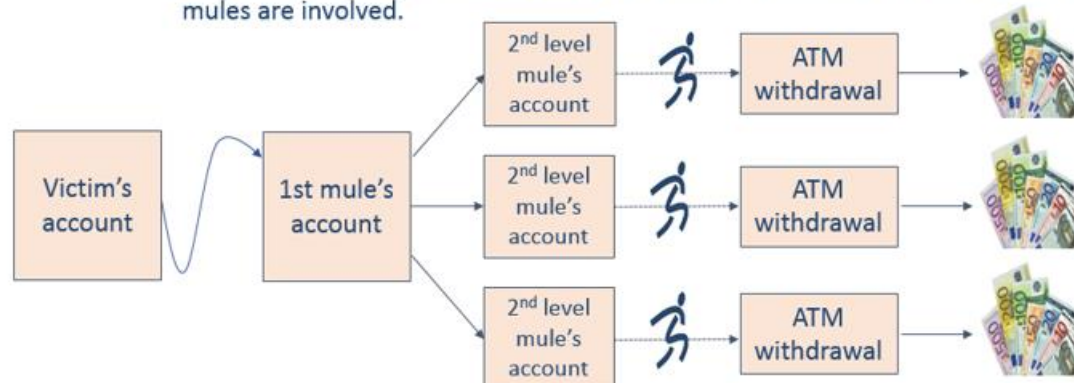 mules are involved.
Victim's
account
1st mule's
account
2nd level
mule's
account
ATM
withdrawal
2nd level
mule's
account
ATM
withdrawal
2nd level
mule's
account
ATM
withdrawal